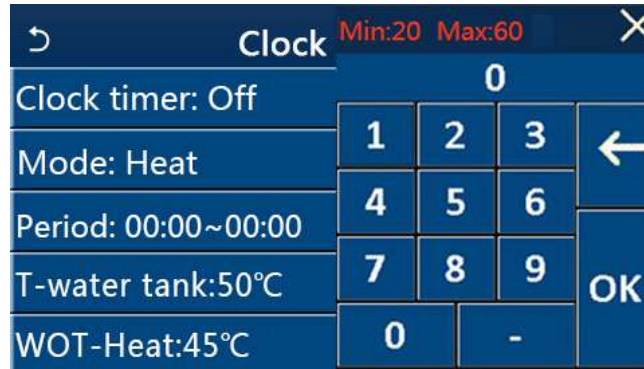 Clock
Clock timer: Off
Mode: Heat
Period: 00:00~00:00
T-water tank:50℃
WOT-Heat:45℃
Min:20 Max:60
0
1 2 3
4 5 6
7 8 9
OK
0 -